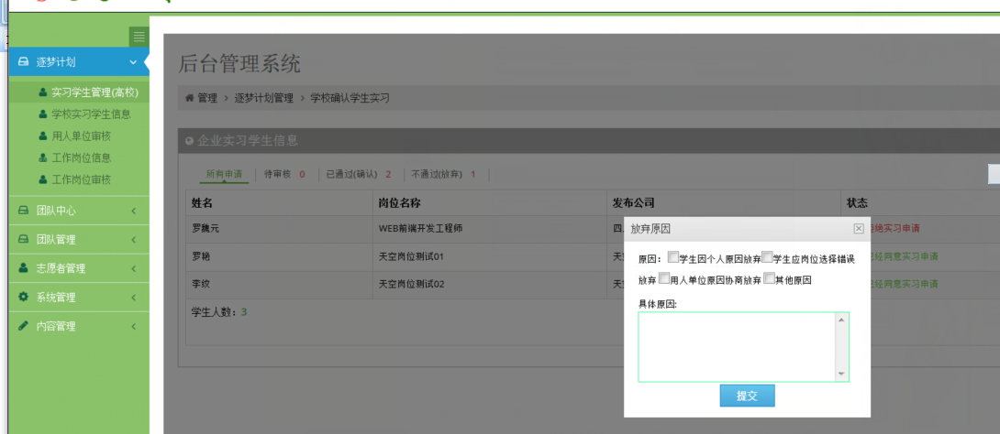 逐梦计划
实习学生管理(高校)
学校实习学生信息
用人单位审核
工作岗位信息
工作岗位审核
团队中心
团队管理
志愿者管理
系统管理
内容管理
后台管理系统
管理 > 逐梦计划管理 > 学校确认学生实习
企业实习学生信息
所有申请 待审核 0 已通过(确认) 2 不通过(放弃) 1
姓名 岗位名称 发布公司 状态
罗魏元 WEB前端开发工程师 四 绝实习申请
罗艳 天空岗位测试01 天 经同意实习申请
李纹 天空岗位测试02 天 经同意实习申请
学生人数：3
放弃原因
原因：学生因个人原因放弃学生应岗位选择错误
放弃用人单位原因协商放弃其他原因
具体原因:
提交